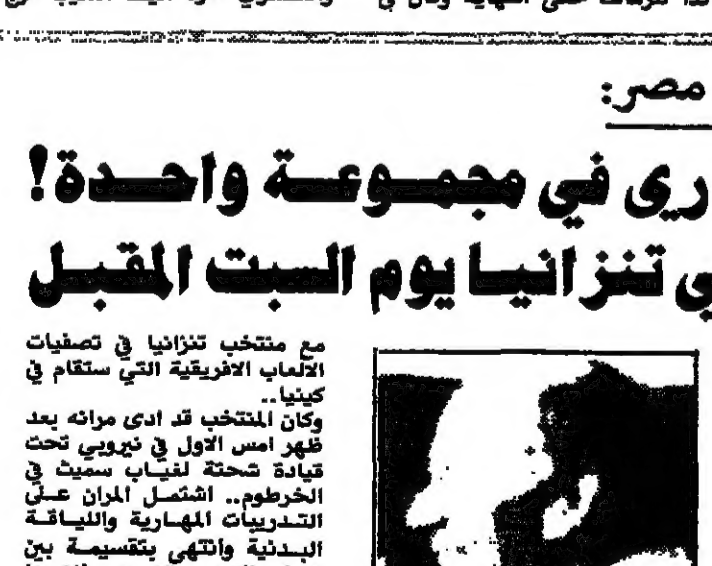 مصر:
رى في مجموعة واحدة!
ي تنزانيا يوم السبت المقبل
مع منتخب تنزانيا في تصفيات
الألعاب الافريقية التي ستقام في
كينيا..
وكان المنتخب قد ادى مرانه بعد
ظهر امس الاول في نيروبي تحت
قيادة شحتة لغياب سميث في
الخرطوم.. اشتمل المران على
التدريبات المهارية واللياقة
البدنية وانتهى بتقسيمة بين